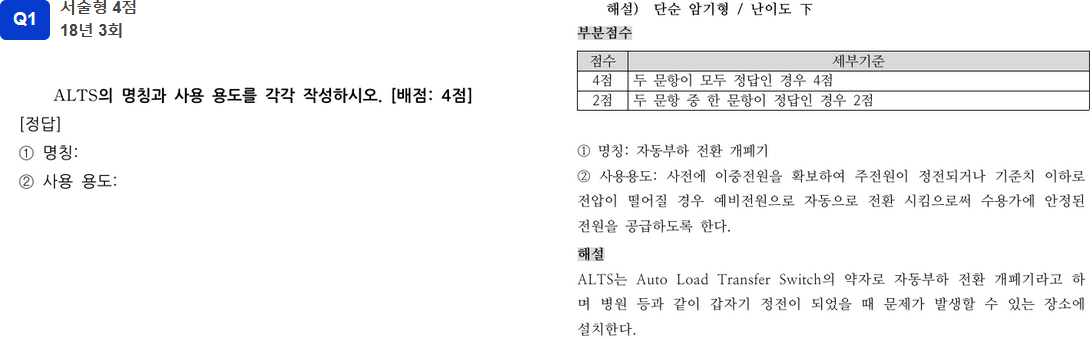 Q1
서술형 4점
18년 3회
ALTS의 명칭과 사용 용도를 각각 작성하시오. [배점: 4점]
[정답]
① 명칭:
② 사용 용도:
해설) 단순 암기형 / 난이도 下
부분점수
점수 세부기준
4점 두 문항이 모두 정답인 경우 4점
2점 두 문항 중 한 문항이 정답인 경우 2점
① 명칭: 자동부하 전환 개폐기
② 사용용도: 사전에 이중전원을 확보하여 주전원이 정전되거나 기준치 이하로
전압이 떨어질 경우 예비전원으로 자동으로 전환 시킴으로써 수용가에 안정된
전원을 공급하도록 한다.
해설
ALTS는 Auto Load Transfer Switch의 약자로 자동부하 전환 개폐기라고 하
며 병원 등과 같이 갑자기 정전이 되었을 때 문제가 발생할 수 있는 장소에
설치한다.